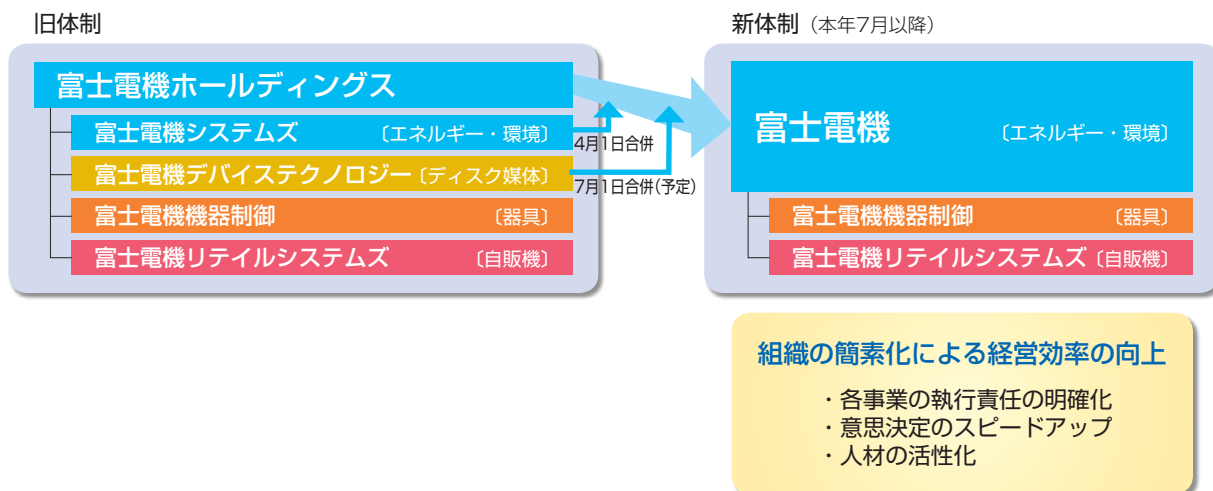 旧体制
富士電機ホールディングス
富士電機システムズ 〔エネルギー・環境〕
4月1日合併
富士電機デバイステクノロジー〔ディスク媒体〕
7月1日合併(予定)
富士電機機器制御 〔器具〕
富士電機リテイルシステムズ 〔自販機〕
新体制（本年7月以降）
富士電機 〔エネルギー・環境〕
富士電機機器制御 〔器具〕
富士電機リテイルシステムズ〔自販機〕
組織の簡素化による経営効率の向上
・各事業の執行責任の明確化
・意思決定のスピードアップ
・人材の活性化